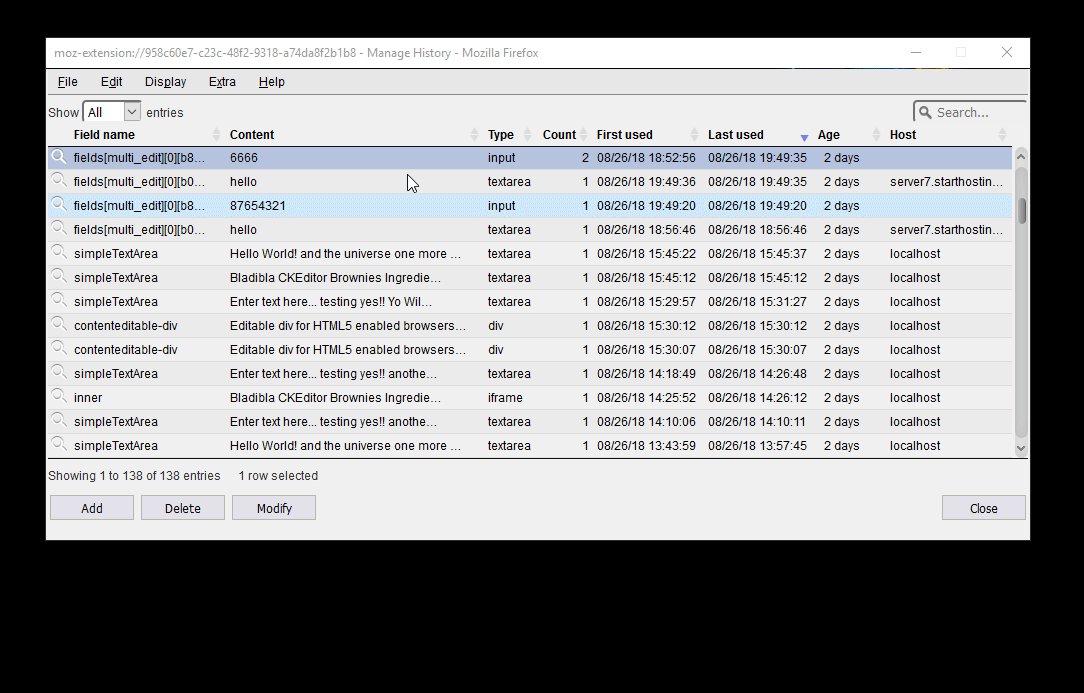 moz-extension://958c60e7-c23c-48f2-9318-a74da8f2b1b8 - Manage History - Mozilla Firefox
File Edit Display Extra Help
Show All entries Search...
Field name Content Type Count First used Last used Age Host
fields[multi_edit][0][b8... 6666 input 2 08/26/18 18:52:56 08/26/18 19:49:35 2 days
fields[multi_edit][0][b0... hello textarea 1 08/26/18 19:49:36 08/26/18 19:49:35 2 days server7.starthostin...
fields[multi_edit][0][b8... 87654321 input 1 08/26/18 19:49:20 08/26/18 19:49:20 2 days
fields[multi_edit][0][b0... hello textarea 1 08/26/18 18:56:46 08/26/18 18:56:46 2 days server7.starthostin...
simpleTextArea Hello World! and the universe one more ... textarea 1 08/26/18 15:45:22 08/26/18 15:45:37 2 days localhost
simpleTextArea Bladibla CKEditor Brownies Ingredie... textarea 1 08/26/18 15:45:12 08/26/18 15:45:12 2 days localhost
simpleTextArea Enter text here... testing yes!! Yo Wil... textarea 1 08/26/18 15:29:57 08/26/18 15:31:27 2 days localhost
contenteditable-div Editable div for HTML5 enabled browsers... div 1 08/26/18 15:30:12 08/26/18 15:30:12 2 days localhost
contenteditable-div Editable div for HTML5 enabled browsers... div 1 08/26/18 15:30:07 08/26/18 15:30:07 2 days localhost
simpleTextArea Enter text here... testing yes!! anothe... textarea 1 08/26/18 14:18:49 08/26/18 14:26:48 2 days localhost
inner Bladibla CKEditor Brownies Ingredie... iframe 1 08/26/18 14:25:52 08/26/18 14:26:12 2 days localhost
simpleTextArea Enter text here... testing yes!! anothe... textarea 1 08/26/18 14:10:06 08/26/18 14:10:11 2 days localhost
simpleTextArea Hello World! and the universe one more ... textarea 1 08/26/18 13:43:59 08/26/18 13:57:45 2 days localhost
Showing 1 to 138 of 138 entries 1 row selected
Add Delete Modify Close